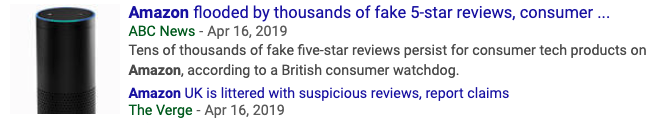 Amazon flooded by thousands of fake 5-star reviews, consumer ...
ABC News - Apr 16, 2019
Tens of thousands of fake five-star reviews persist for consumer tech products on
Amazon, according to a British consumer watchdog.
Amazon UK is littered with suspicious reviews, report claims
The Verge - Apr 16, 2019